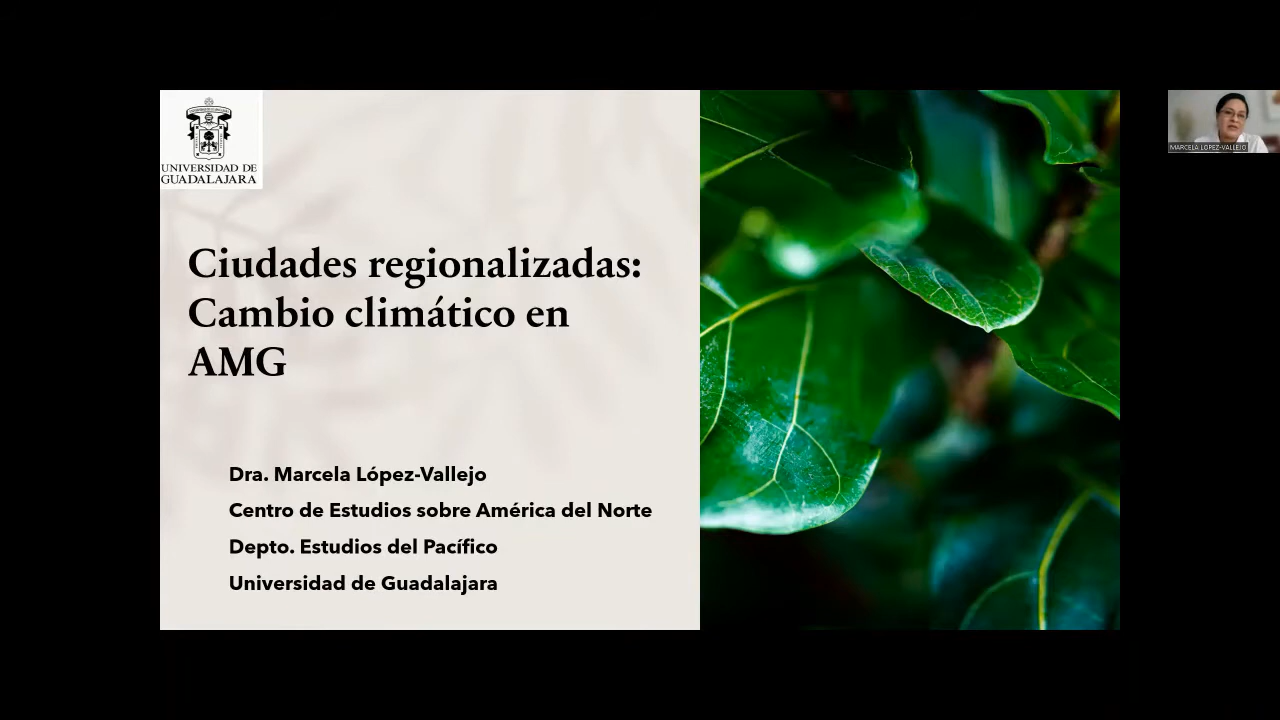 UNIVERSIDAD DE
GUADALAJARA
Ciudades regionalizadas:
Cambio climático en
AMG
Dra. Marcela López-Vallejo
Centro de Estudios sobre América del Norte
Depto. Estudios del Pacífico
Universidad de Guadalajara
MARCELA LOPEZ-VALLEJO